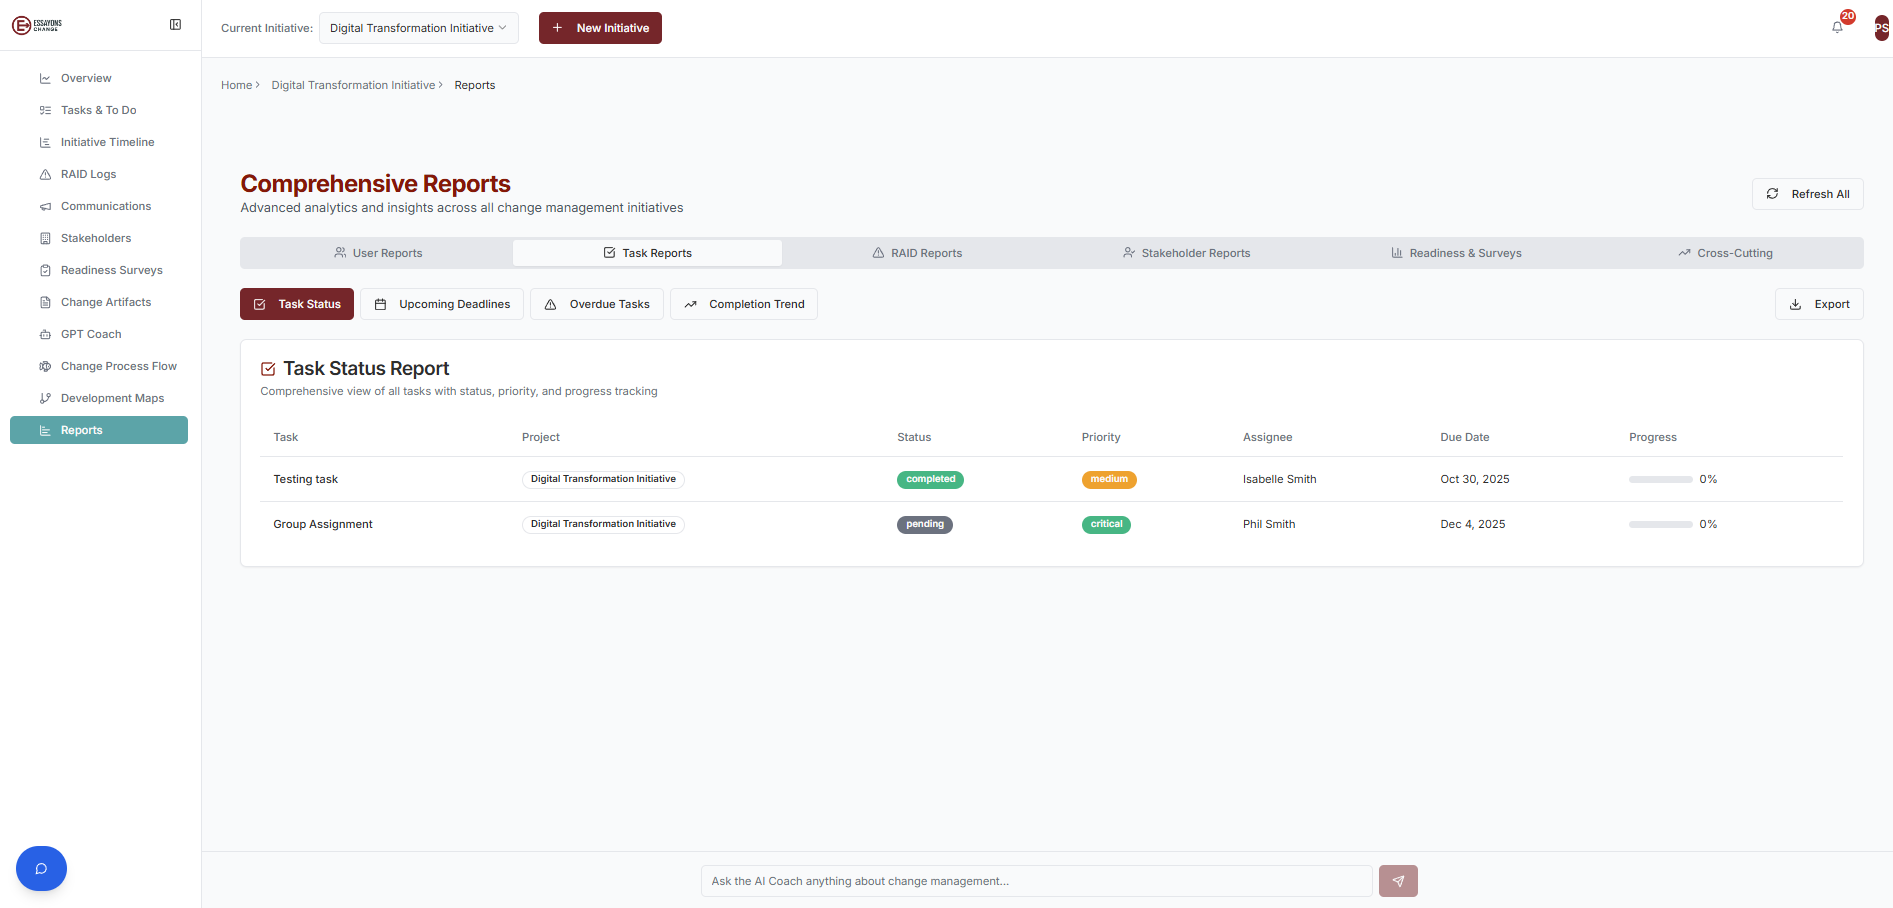 ESSAYONS
CHANGE
Current Initiative: Digital Transformation Initiative + New Initiative 20 PS
Overview
Tasks & To Do
Initiative Timeline
RAID Logs
Communications
Stakeholders
Readiness Surveys
Change Artifacts
GPT Coach
Change Process Flow
Development Maps
Reports
Home > Digital Transformation Initiative > Reports
Comprehensive Reports
Advanced analytics and insights across all change management initiatives
Refresh All
User Reports Task Reports RAID Reports Stakeholder Reports Readiness & Surveys Cross-Cutting
Task Status Upcoming Deadlines Overdue Tasks Completion Trend Export
Task Status Report
Comprehensive view of all tasks with status, priority, and progress tracking
Task Project Status Priority Assignee Due Date Progress
Testing task Digital Transformation Initiative completed medium Isabelle Smith Oct 30, 2025 0%
Group Assignment Digital Transformation Initiative pending critical Phil Smith Dec 4, 2025 0%
Ask the AI Coach anything about change management...